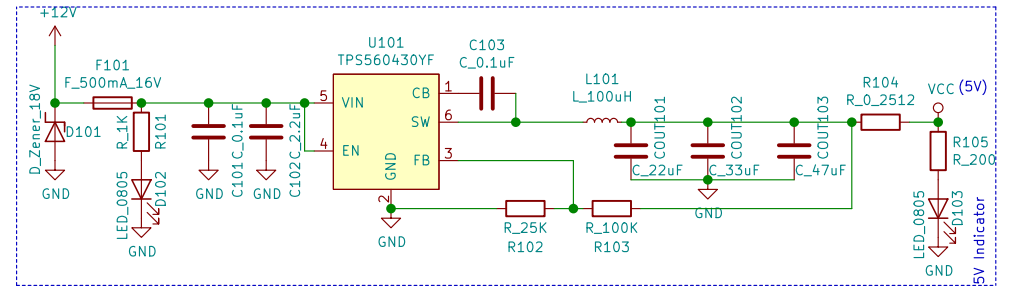 +12V
F101
F_500mA_16V
D_Zener_18V
D101
GND
R_1K
R101
LED_0805
D102
GND
C_0.1uF
C101
GND
C_2.2uF
C102
GND
U101
TPS560430YF
5
VIN
4
EN
CB
1
SW
6
FB
3
GND
2
GND
C103
C_0.1uF
L101
L_100uH
COUT101
C_22uF
COUT102
C_33uF
COUT103
C_47uF
GND
R_25K
R102
R_100K
R103
R104
R_0_2512
VCC
(5V)
R105
R_200
LED_0805
D103
GND
5V Indicator